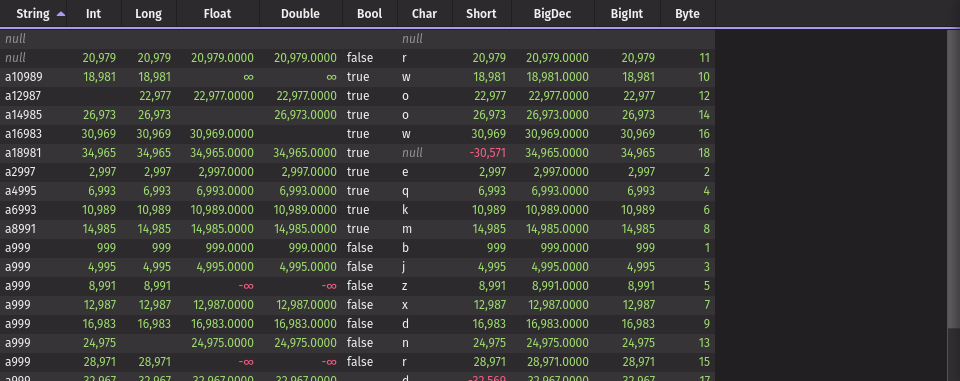 String Int Long Float Double Bool Char Short BigDec BigInt Byte
null null
null 20,979 20,979 20,979.0000 20,979.0000 false r 20,979 20,979.0000 20,979 11
a10989 18,981 18,981 ∞ ∞ true w 18,981 18,981.0000 18,981 10
a12987 22,977 22,977.0000 22,977.0000 true o 22,977 22,977.0000 22,977 12
a14985 26,973 26,973 26,973.0000 true o 26,973 26,973.0000 26,973 14
a16983 30,969 30,969 30,969.0000 true w 30,969 30,969.0000 30,969 16
a18981 34,965 34,965 34,965.0000 34,965.0000 true null -30,571 34,965.0000 34,965 18
a2997 2,997 2,997 2,997.0000 2,997.0000 true e 2,997 2,997.0000 2,997 2
a4995 6,993 6,993 6,993.0000 6,993.0000 true q 6,993 6,993.0000 6,993 4
a6993 10,989 10,989 10,989.0000 10,989.0000 true k 10,989 10,989.0000 10,989 6
a8991 14,985 14,985 14,985.0000 14,985.0000 true m 14,985 14,985.0000 14,985 8
a999 999 999 999.0000 999.0000 false b 999 999.0000 999 1
a999 4,995 4,995 4,995.0000 4,995.0000 false j 4,995 4,995.0000 4,995 3
a999 8,991 8,991 -∞ -∞ false z 8,991 8,991.0000 8,991 5
a999 12,987 12,987 12,987.0000 12,987.0000 false x 12,987 12,987.0000 12,987 7
a999 16,983 16,983 16,983.0000 16,983.0000 false d 16,983 16,983.0000 16,983 9
a999 24,975 24,975.0000 24,975.0000 false n 24,975 24,975.0000 24,975 13
a999 28,971 28,971 -∞ -∞ false r 28,971 28,971.0000 28,971 15
a999 32,967 32,967 32,967.0000 32,967.0000 d -32,569 32,967.0000 32,967 17